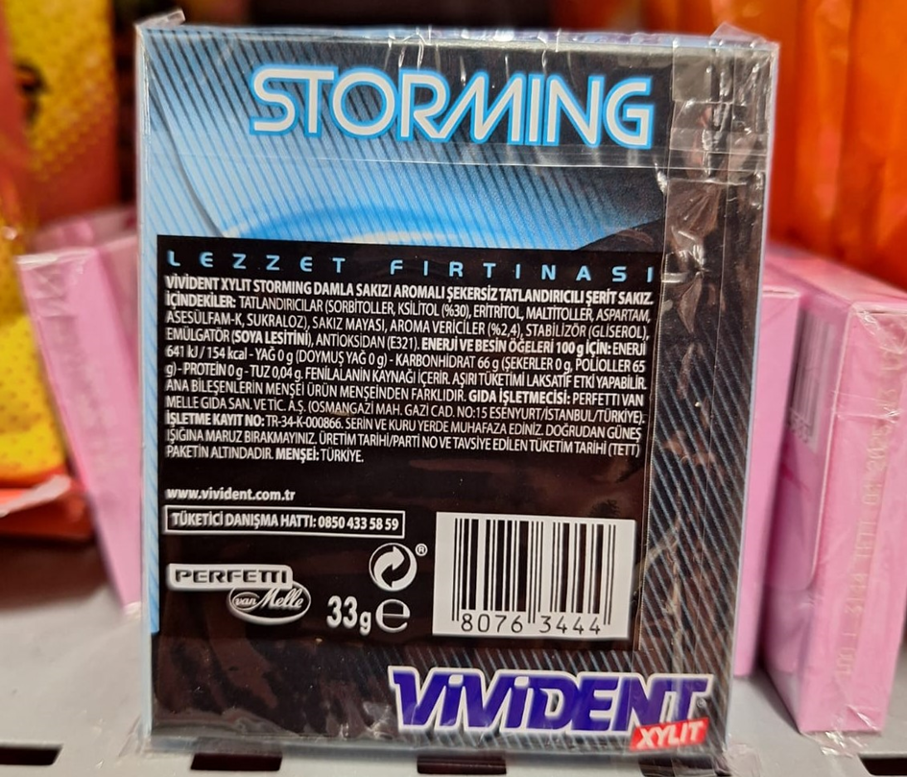 STORMING
LEZZET FIRTINASI
VİVİDENT XYLIT STORMING DAMLA SAKIZI AROMALI ŞEKERSİZ TATLANDIRICILI ŞERİT SAKIZ.
İÇİNDEKİLER: TATLANDIRICILAR (SORBİTOLLER, KSİLİTOL (%30), ERİTRİTOL, MALTİTOLLER, ASPARTAM,
ASESÜLFAM-K, SUKRALOZ), SAKIZ MAYASI, AROMA VERİCİLER (%2,4), STABİLİZÖR (GLİSEROL),
EMÜLGATÖR (SOYA LESİTİNİ), ANTİOKSİDAN (E321). ENERJİ VE BESİN ÖĞELERİ 100 g İÇİN: ENERJİ
641 kJ / 154 kcal - YAĞ 0 g (DOYMUŞ YAĞ 0 g) - KARBONHİDRAT 66 g (ŞEKERLER 0 g, POLİOLLER 65
g) - PROTEİN 0 g - TUZ 0,04 g. FENİLALANİN KAYNAĞI İÇERİR. AŞIRI TÜKETİMİ LAKSATİF ETKİ YAPABİLİR.
ANA BİLEŞENLERİN MENŞEİ ÜRÜN MENŞEİNDEN FARKLIDIR. GIDA İŞLETMECİSİ: PERFETTI VAN
MELLE GIDA SAN. VE TİC. A.Ş. (OSMANGAZİ MAH. GAZİ CAD. NO:15 ESENYURT/İSTANBUL/TÜRKİYE).
İŞLETME KAYIT NO: TR-34-K-000866. SERİN VE KURU YERDE MUHAFAZA EDİNİZ. DOĞRUDAN GÜNEŞ
IŞIĞINA MARUZ BIRAKMAYINIZ. ÜRETİM TARİHİ/PARTİ NO VE TAVSİYE EDİLEN TÜKETİM TARİHİ (TETT)
PAKETİN ALTINDADIR. MENŞEİ: TÜRKİYE.
www.vivident.com.tr
TÜKETİCİ DANIŞMA HATTI: 0850 433 58 59
PERFETTI
van Melle
33g e
®
8076 3444
ViViDENT
XYLIT